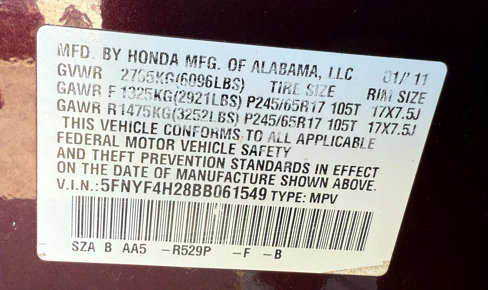 MFD. BY HONDA MFG. OF ALABAMA, LLC 01/'11
GVWR 2765KG(6096LBS) TIRE SIZE RIM SIZE
GAWR F 1325KG(2921LBS) P245/65R17 105T 17X7.5J
GAWR R1475KG(3252LBS) P245/65R17 105T 17X7.5J
THIS VEHICLE CONFORMS TO ALL APPLICABLE
FEDERAL MOTOR VEHICLE SAFETY
AND THEFT PREVENTION STANDARDS IN EFFECT
ON THE DATE OF MANUFACTURE SHOWN ABOVE.
V.I.N.:5FNYF4H28BB061549 TYPE: MPV
SZA B AA5 -R529P -F -B